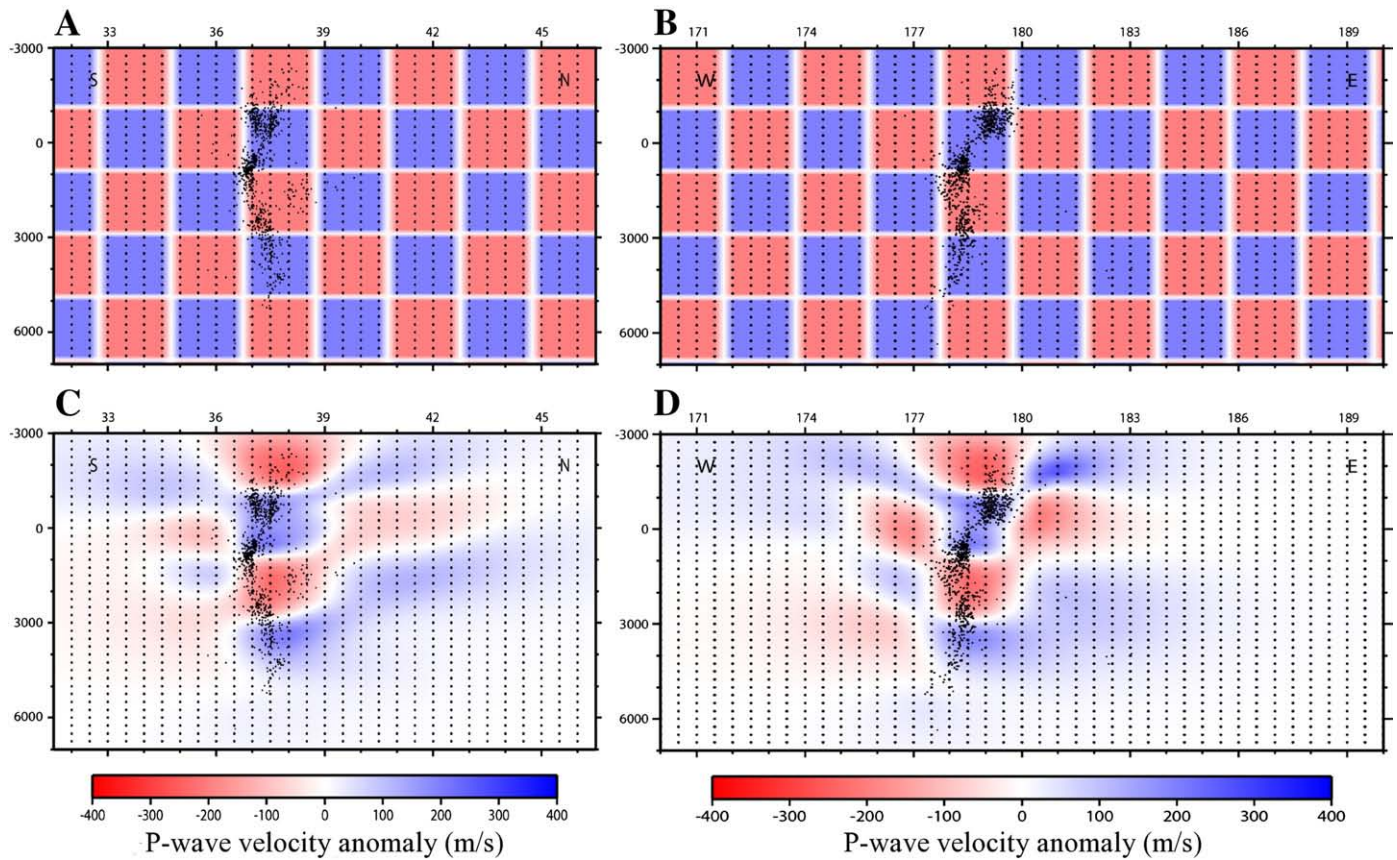 A B
33 36 39 42 45 171 174 177 180 183 186 189
-3000 -3000
S N W E
0 0
3000 3000
6000 6000
C D
33 36 39 42 45 171 174 177 180 183 186 189
-3000 -3000
S N W E
0 0
3000 3000
6000 6000
-400 -300 -200 -100 0 100 200 300 400 -400 -300 -200 -100 0 100 200 300 400
P-wave velocity anomaly (m/s) P-wave velocity anomaly (m/s)